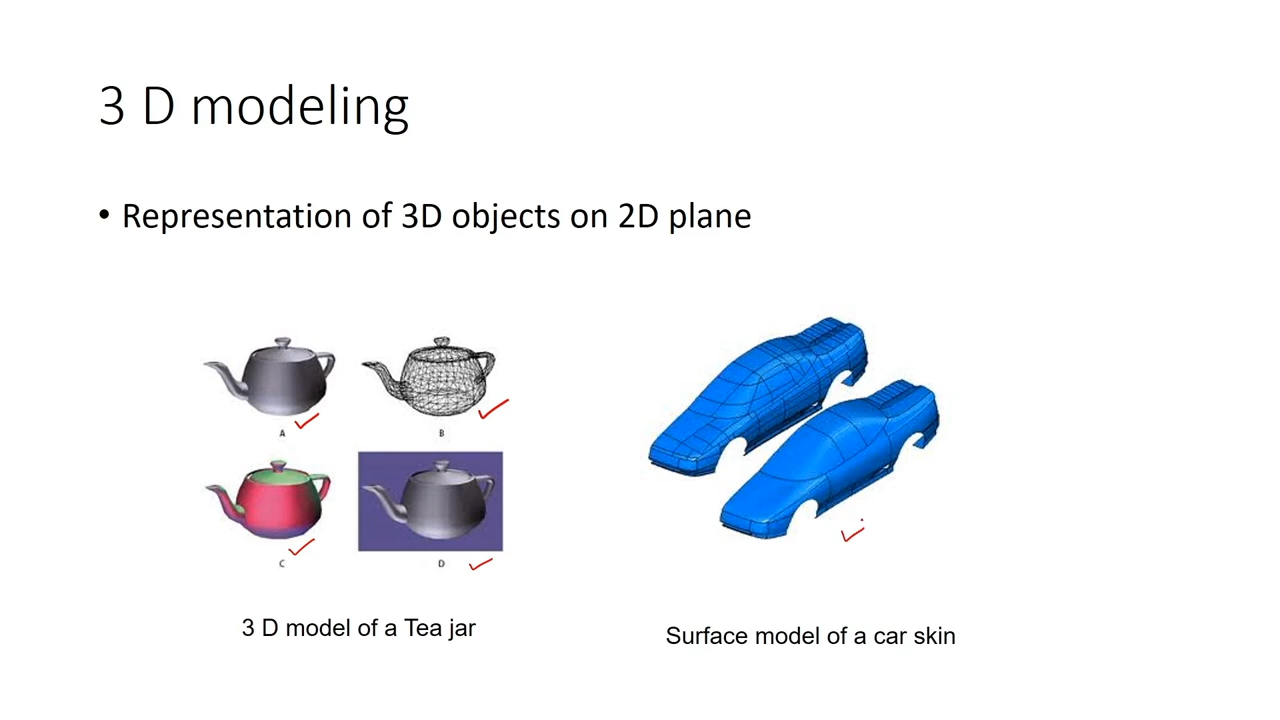 3 D modeling
• Representation of 3D objects on 2D plane
A
B
C
D
3 D model of a Tea jar
Surface model of a car skin